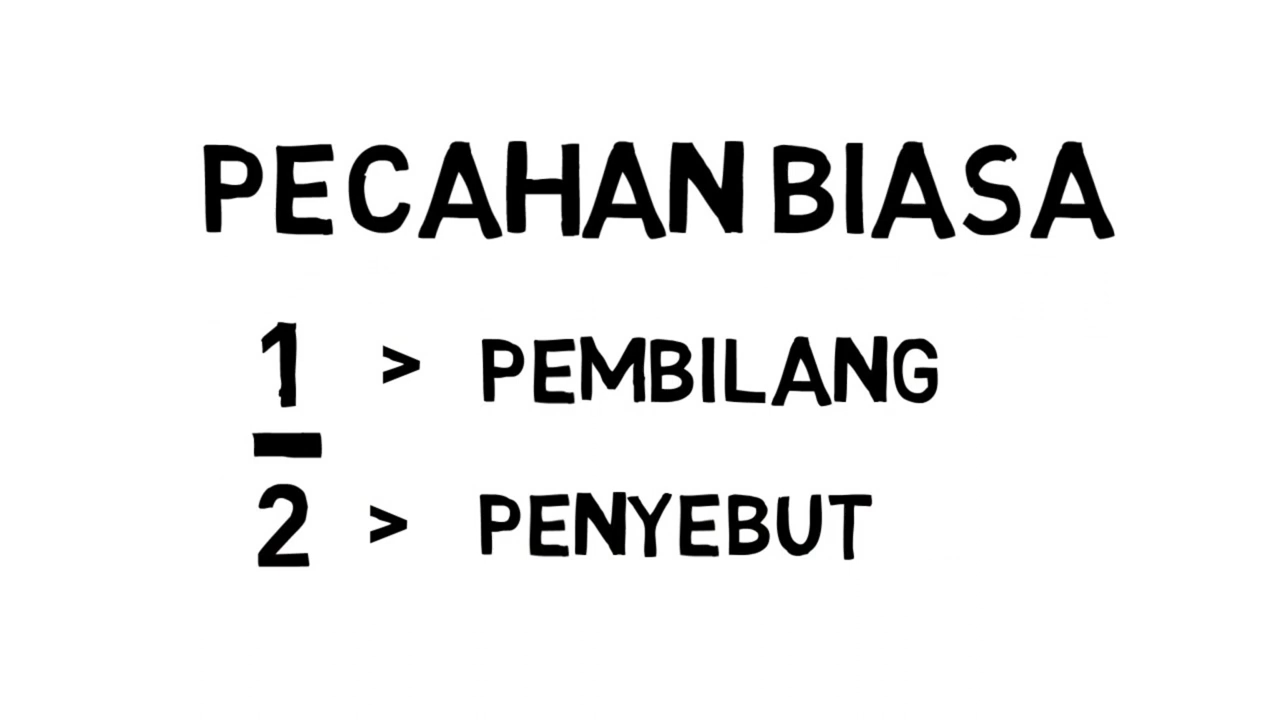 PECAHAN BIASA
1 > PEMBILANG
2 > PENYEBUT